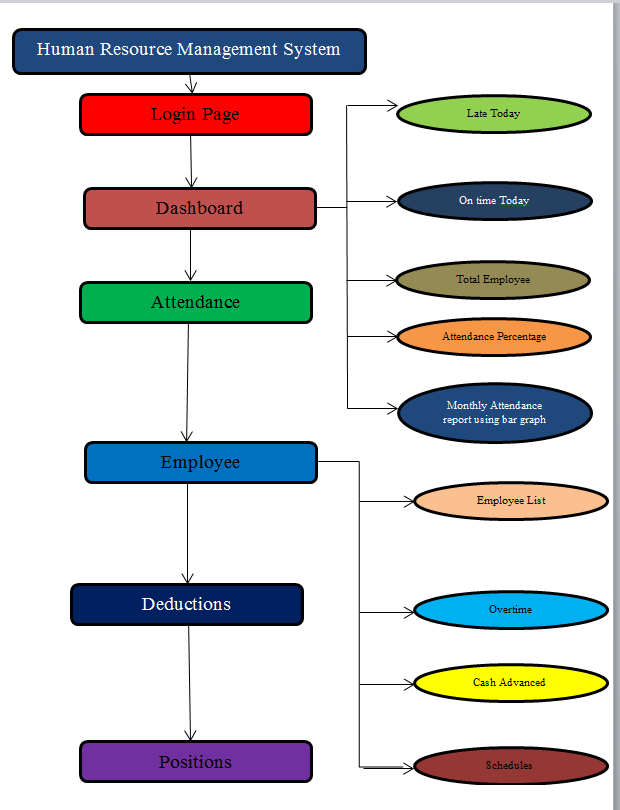 Human Resource Management System
Login Page
Late Today
Dashboard
On time Today
Total Employee
Attendance
Attendance Percentage
Monthly Attendance
report using bar graph
Employee
Employee List
Deductions
Overtime
Cash Advanced
Positions
Schedules